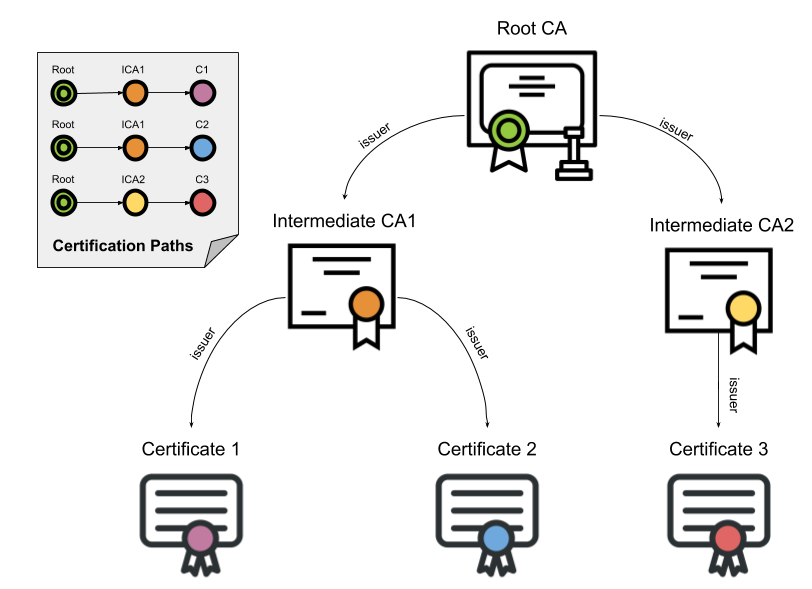 Root CA
Root ICA1 C1
Root ICA1 C2
Root ICA2 C3
Certification Paths
issuer
issuer
Intermediate CA1
Intermediate CA2
issuer
issuer
issuer
Certificate 1
Certificate 2
Certificate 3